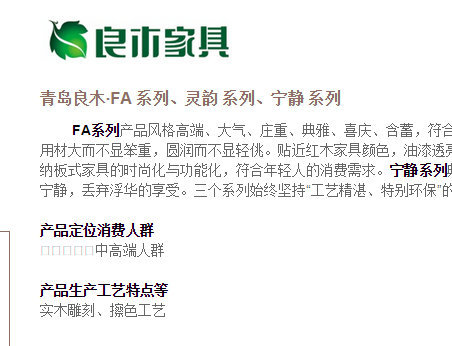 良木家具
青岛良木·FA 系列、灵韵 系列、宁静 系列
FA系列产品风格高端、大气、庄重、典雅、喜庆、含蓄，符合
用材大而不显笨重，圆润而不显轻佻。贴近红木家具颜色，油漆透亮
纳板式家具的时尚化与功能化，符合年轻人的消费需求。宁静系列
宁静，丢弃浮华的享受。三个系列始终坚持“工艺精湛、特别环保”的
产品定位消费人群
中高端人群
产品生产工艺特点等
实木雕刻、擦色工艺